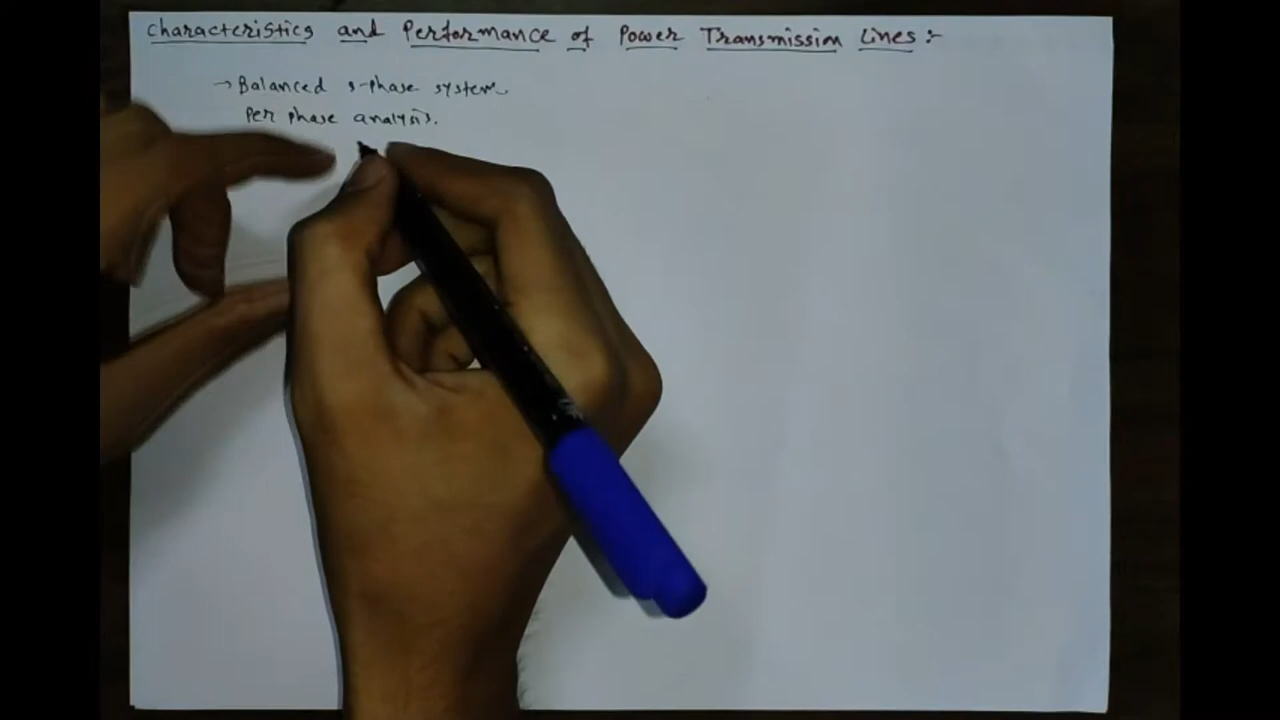 Characteristics and Performance of Power Transmission Lines :-
→ Balanced 3-phase system
Per phase analysis.